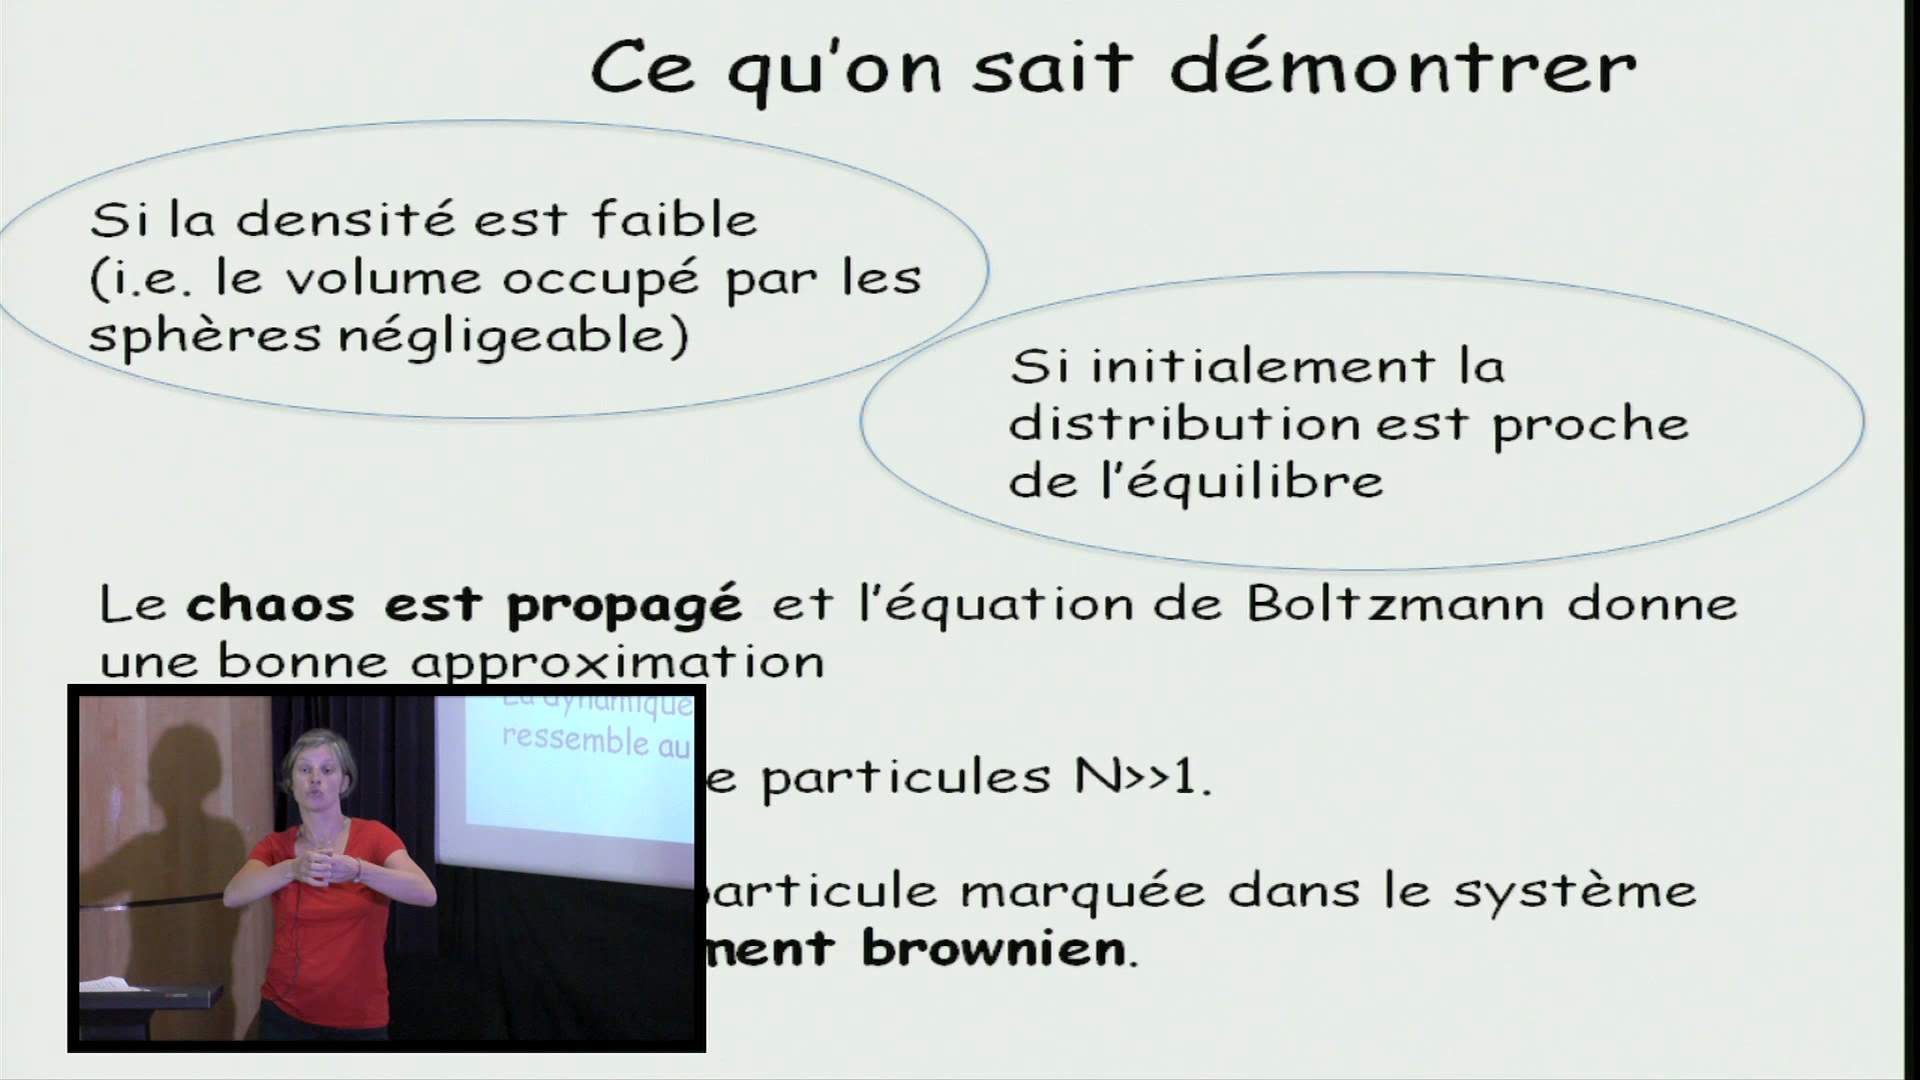 Ce qu'on sait démontrer
Si la densité est faible
(i.e. le volume occupé par les
sphères négligeable)
Si initialement la
distribution est proche
de l'équilibre
Le chaos est propagé et l'équation de Boltzmann donne
une bonne approximation
particules N>>1.
marquée dans le système
brownien.
La dynamique
ressemble au